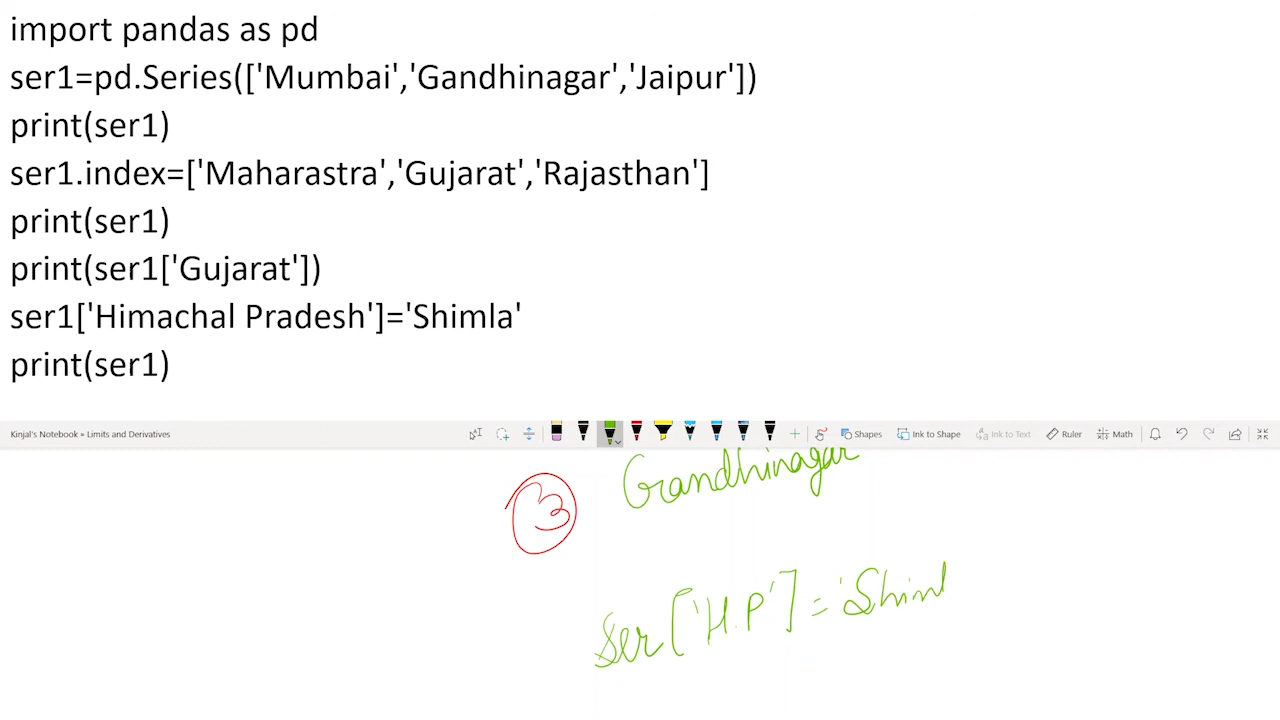 import pandas as pd
ser1=pd.Series(['Mumbai','Gandhinagar','Jaipur'])
print(ser1)
ser1.index=['Maharastra','Gujarat','Rajasthan']
print(ser1)
print(ser1['Gujarat'])
ser1['Himachal Pradesh']='Shimla'
print(ser1)
Kinjal's Notebook » Limits and Derivatives
Shapes Ink to Shape Ink to Text Ruler Math
3 Gandhinagar
Ser['H.P']='Shiml